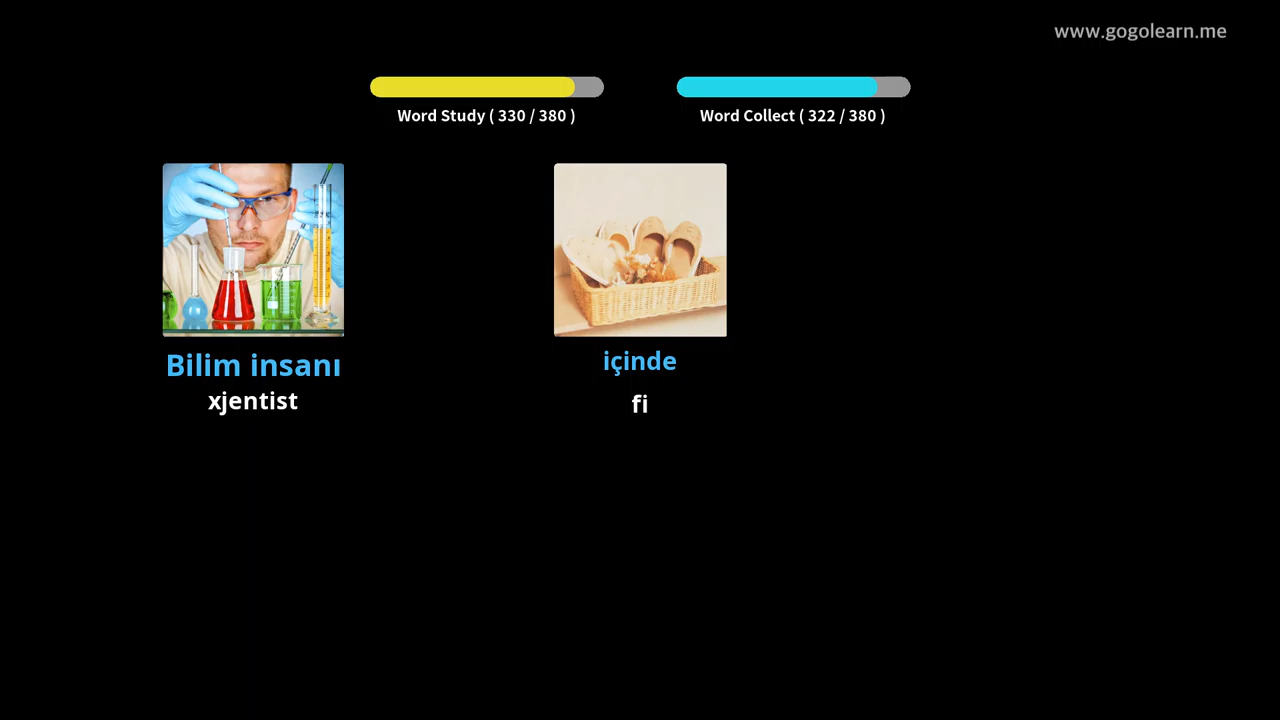 www.gogolearn.me
Word Study ( 330 / 380 )
Word Collect ( 322 / 380 )
Bilim insanı
xjentist
içinde
fi